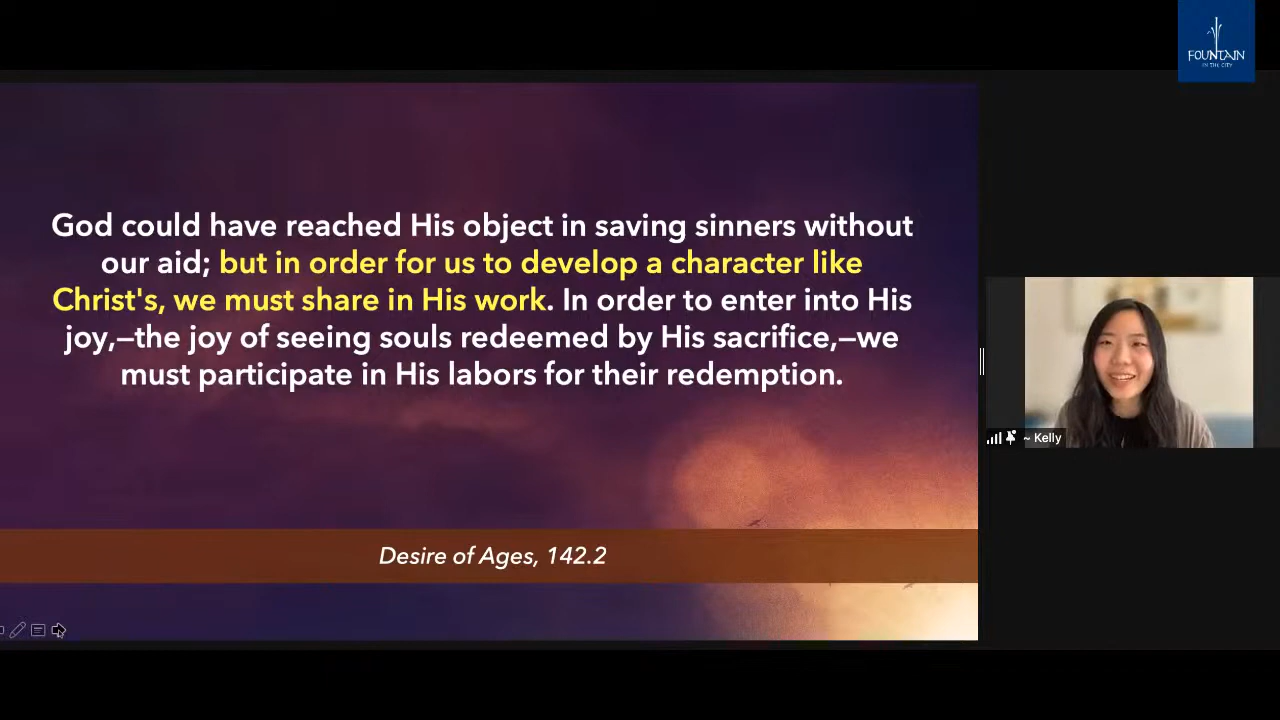 FOUNTAIN
IN THE CITY
God could have reached His object in saving sinners without
our aid; but in order for us to develop a character like
Christ's, we must share in His work. In order to enter into His
joy,—the joy of seeing souls redeemed by His sacrifice,—we
must participate in His labors for their redemption.
~ Kelly
Desire of Ages, 142.2